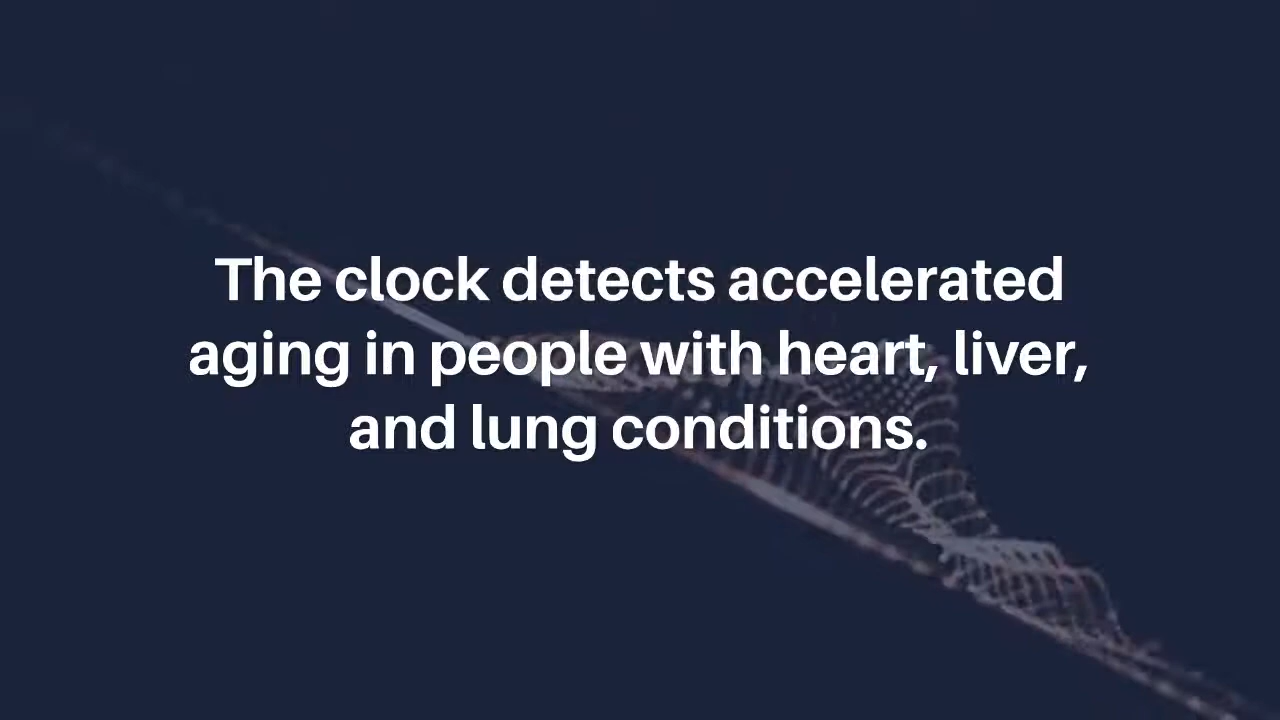 The clock detects accelerated
aging in people with heart, liver,
and lung conditions.